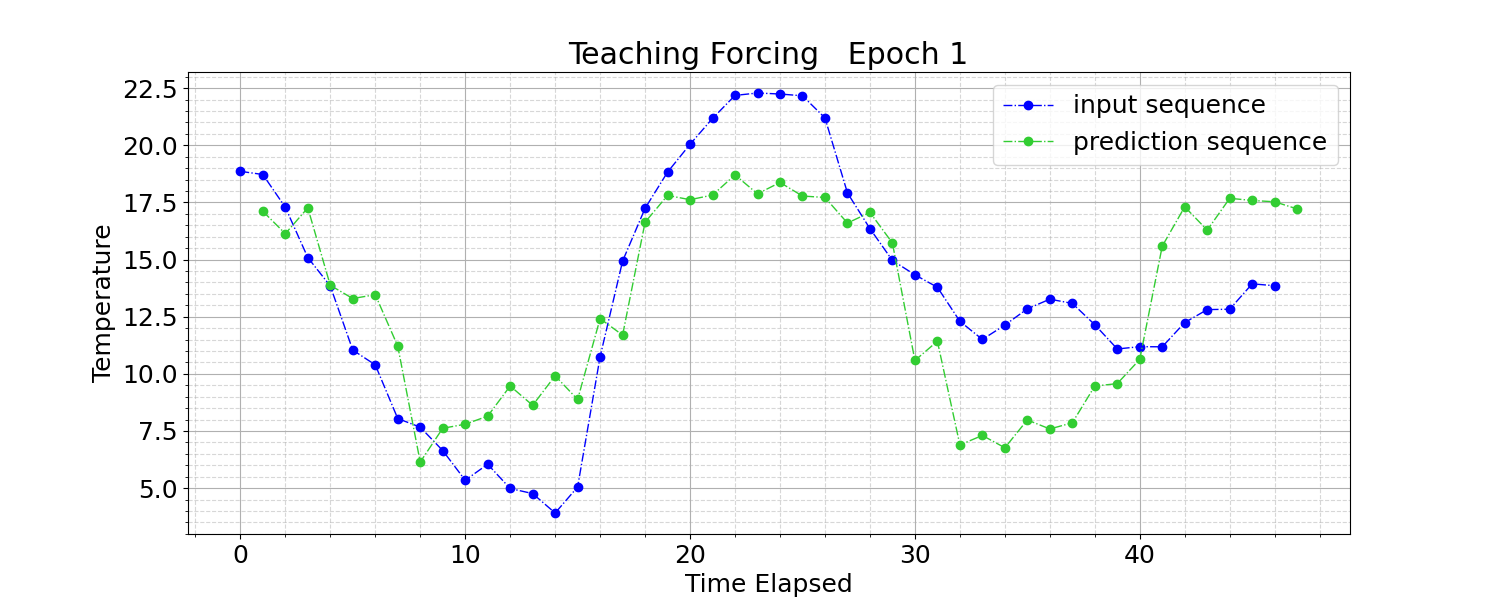 Teaching Forcing   Epoch 1
input sequence
prediction sequence
Temperature
22.5
20.0
17.5
15.0
12.5
10.0
7.5
5.0
0 10 20 30 40
Time Elapsed